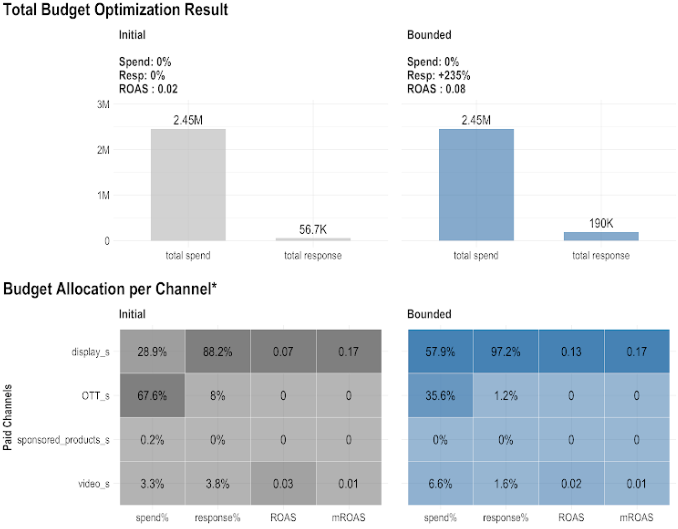 Total Budget Optimization Result
Initial
Bounded
Spend: 0%
Resp: 0%
ROAS : 0.02
Spend: 0%
Resp: +235%
ROAS : 0.08
3M
2M
1M
0
2.45M
56.7K
2.45M
190K
total spend
total response
total spend
total response
Budget Allocation per Channel*
Initial
Bounded
Paid Channels
display_s 28.9% 88.2% 0.07 0.17 57.9% 97.2% 0.13 0.17
OTT_s 67.6% 8% 0 0 35.6% 1.2% 0 0
sponsored_products_s 0.2% 0% 0 0 0% 0% 0 0
video_s 3.3% 3.8% 0.03 0.01 6.6% 1.6% 0.02 0.01
spend% response% ROAS mROAS spend% response% ROAS mROAS